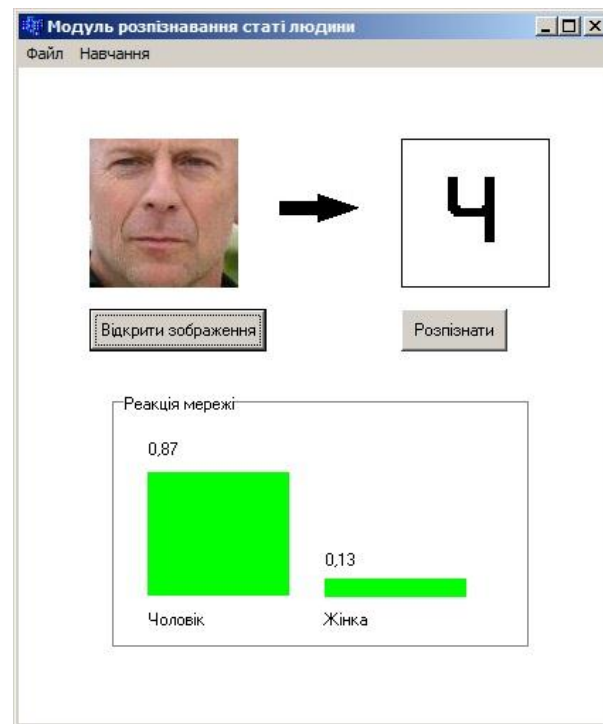 Модуль розпізнавання статі людини
Файл Навчання
Ч
Відкрити зображення Розпізнати
Реакція мережі
0,87
0,13
Чоловік Жінка